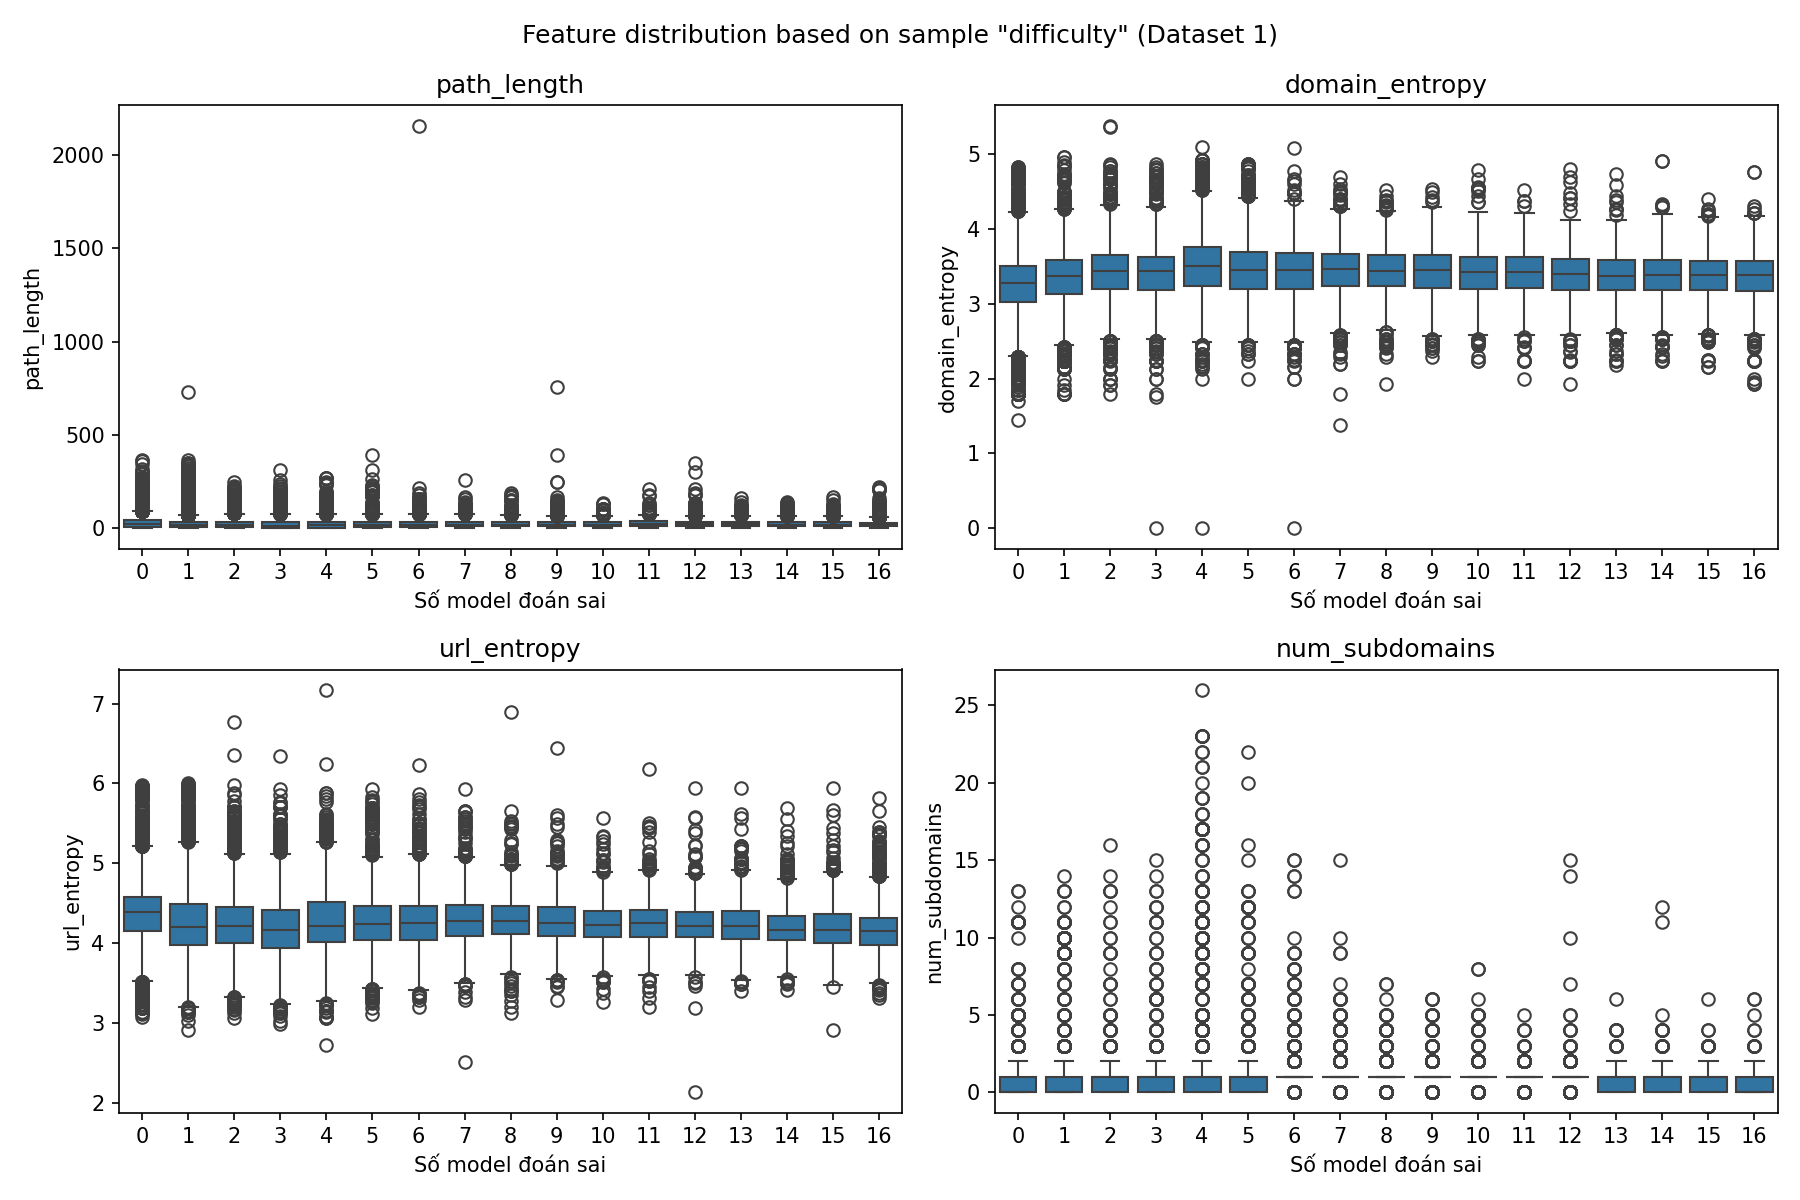 Feature distribution based on sample "difficulty" (Dataset 1)
path_length
path_length
2000
1500
1000
500
0
0 1 2 3 4 5 6 7 8 9 10 11 12 13 14 15 16
Số model đoán sai
domain_entropy
domain_entropy
5
4
3
2
1
0
0 1 2 3 4 5 6 7 8 9 10 11 12 13 14 15 16
Số model đoán sai
url_entropy
url_entropy
7
6
5
4
3
2
0 1 2 3 4 5 6 7 8 9 10 11 12 13 14 15 16
Số model đoán sai
num_subdomains
num_subdomains
25
20
15
10
5
0
0 1 2 3 4 5 6 7 8 9 10 11 12 13 14 15 16
Số model đoán sai